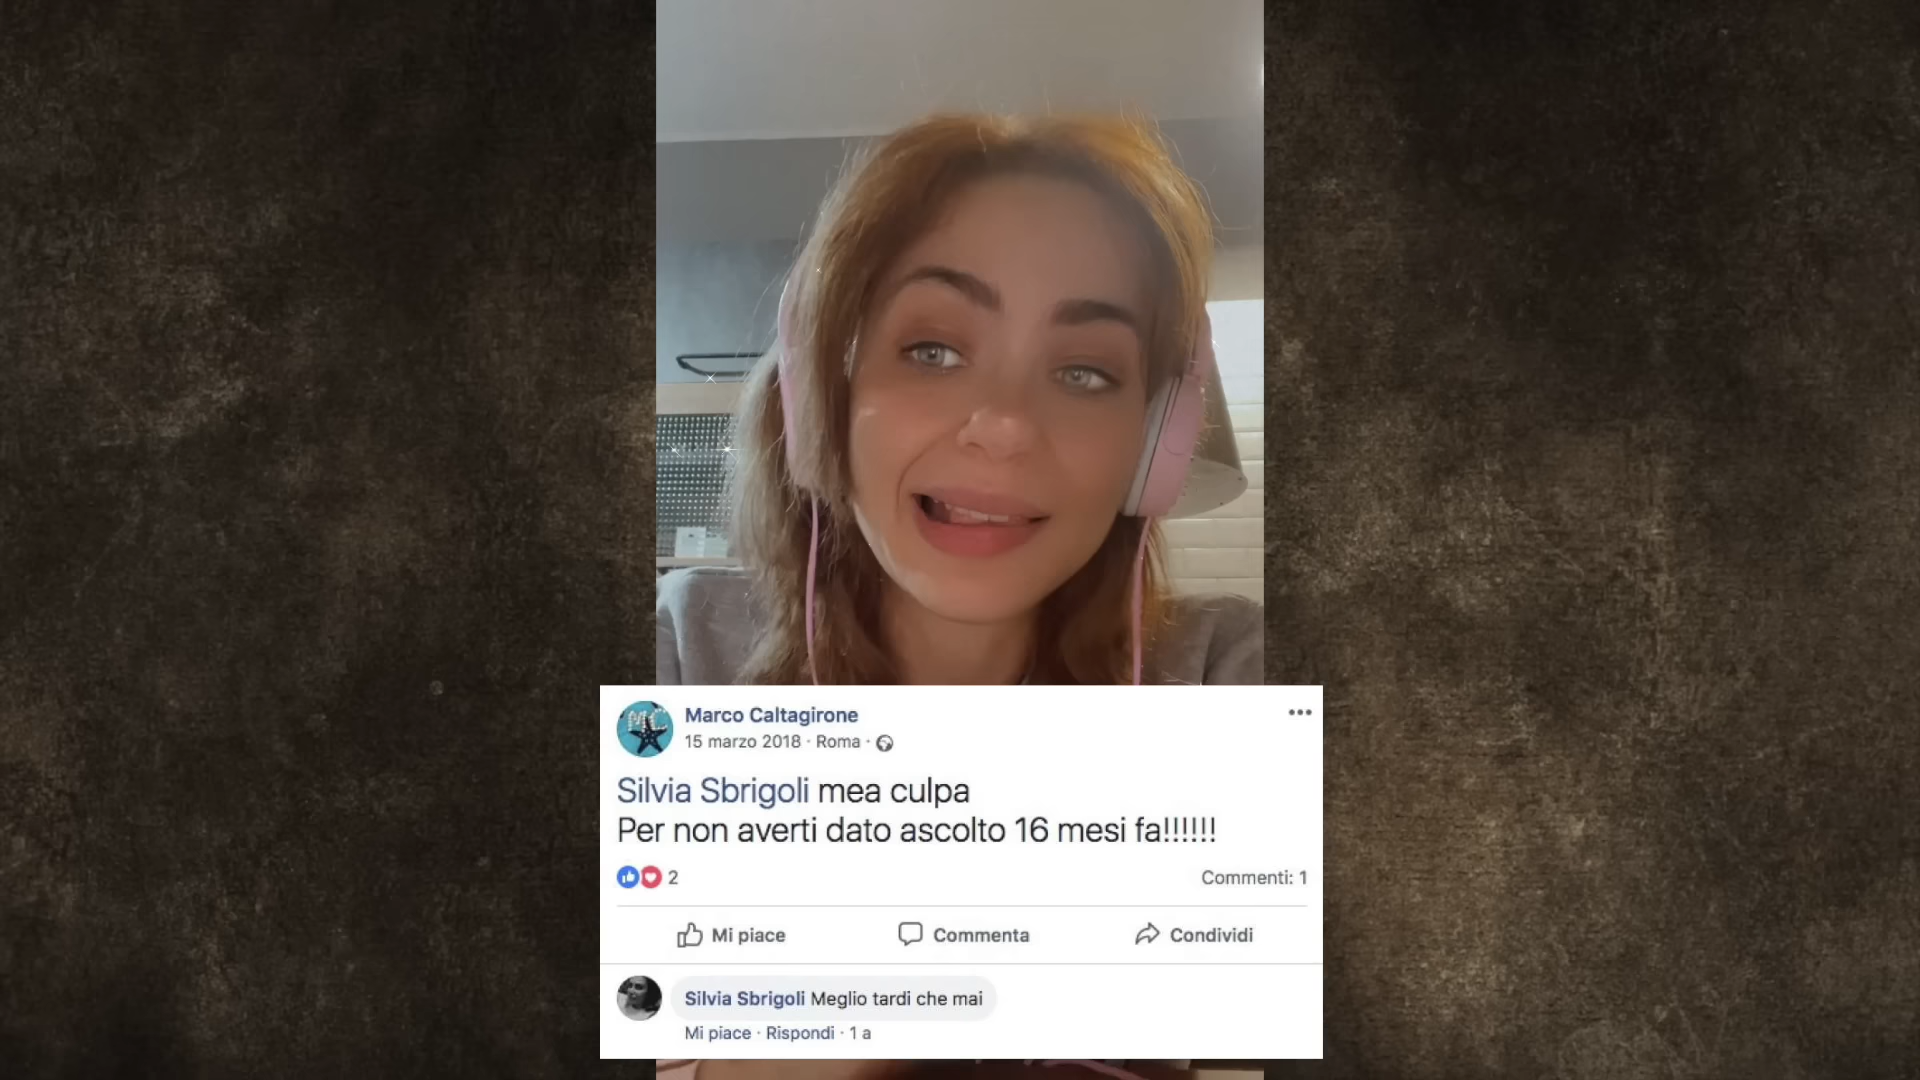 MC
Marco Caltagirone
15 marzo 2018 · Roma ·
Silvia Sbrigoli mea culpa
Per non averti dato ascolto 16 mesi fa!!!!!!
2
Commenti: 1
Mi piace
Commenta
Condividi
Silvia Sbrigoli Meglio tardi che mai
Mi piace · Rispondi · 1 a